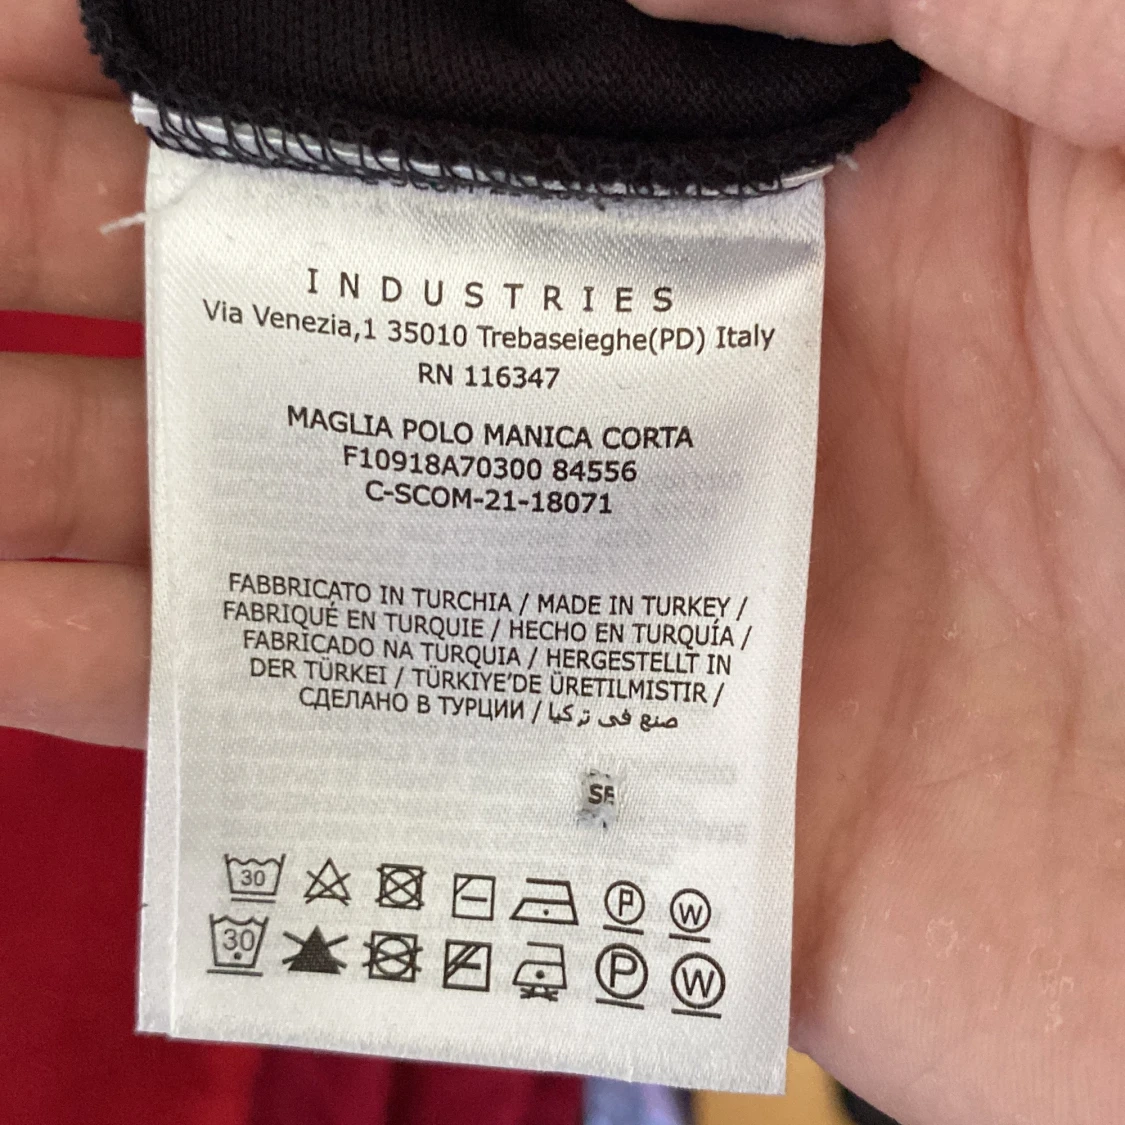 INDUSTRIES
Via Venezia,1 35010 Trebaseieghe(PD) Italy
RN 116347
MAGLIA POLO MANICA CORTA
F10918A70300 84556
C-SCOM-21-18071
FABBRICATO IN TURCHIA / MADE IN TURKEY /
FABRIQUÉ EN TURQUIE / HECHO EN TURQUÍA /
FABRICADO NA TURQUIA / HERGESTELLT IN
DER TÜRKEI / TÜRKIYE'DE ÜRETILMISTIR /
СДЕЛАНО В ТУРЦИИ / صنع في تركيا
SE
30 P W
30 P W